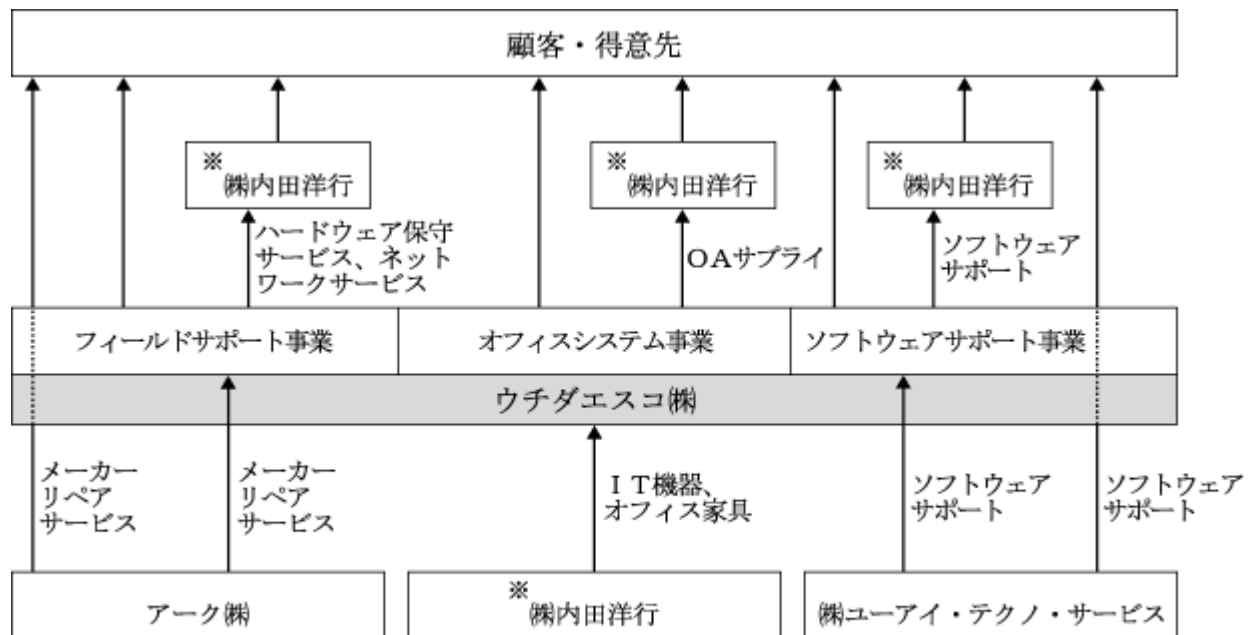 顧客・得意先
※
㈱内田洋行
※
㈱内田洋行
※
㈱内田洋行
ハードウェア保守
サービス、ネット
ワークサービス
OAサプライ
ソフトウェア
サポート
フィールドサポート事業
オフィスシステム事業
ソフトウェアサポート事業
ウチダエスコ㈱
メーカー
リペア
サービス
メーカー
リペア
サービス
IT機器、
オフィス家具
ソフトウェア
サポート
ソフトウェア
サポート
アーク㈱
※
㈱内田洋行
㈱ユーアイ・テクノ・サービス